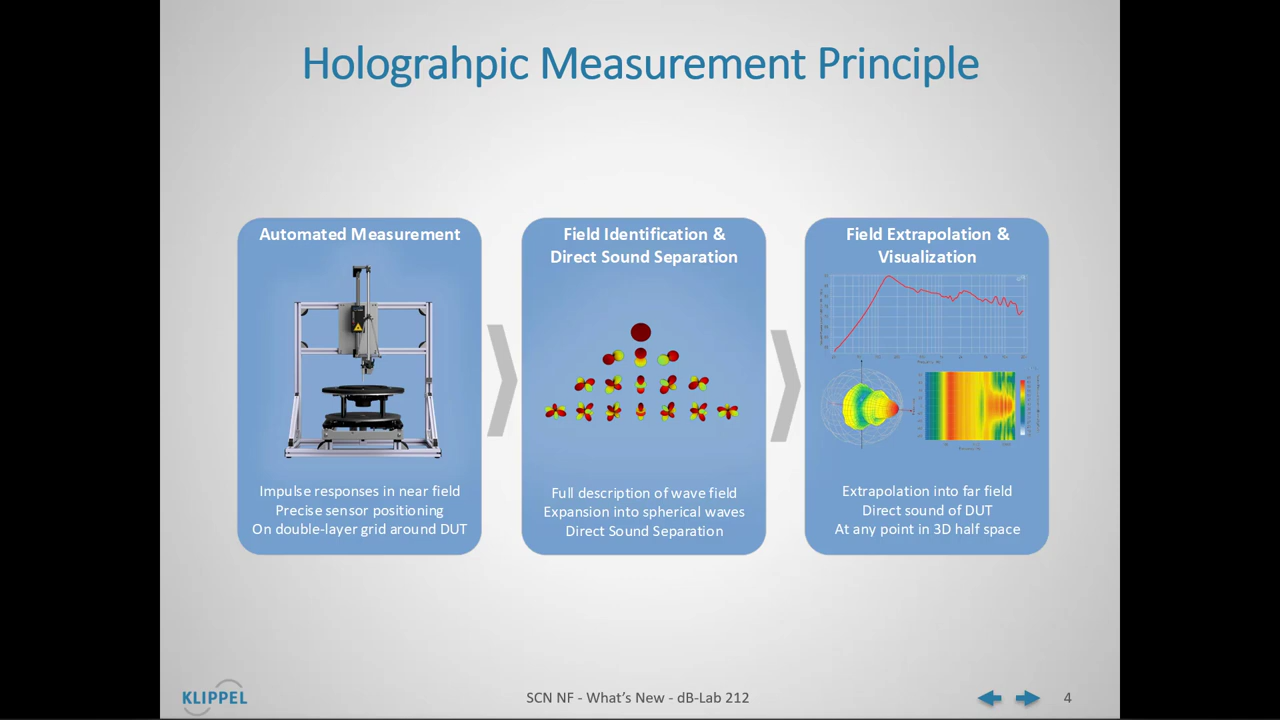 Holograhpic Measurement Principle
Automated Measurement
Impulse responses in near field
Precise sensor positioning
On double-layer grid around DUT
Field Identification &
Direct Sound Separation
Full description of wave field
Expansion into spherical waves
Direct Sound Separation
Field Extrapolation &
Visualization
Extrapolation into far field
Direct sound of DUT
At any point in 3D half space
KLIPPEL
SCN NF - What's New - dB-Lab 212
4